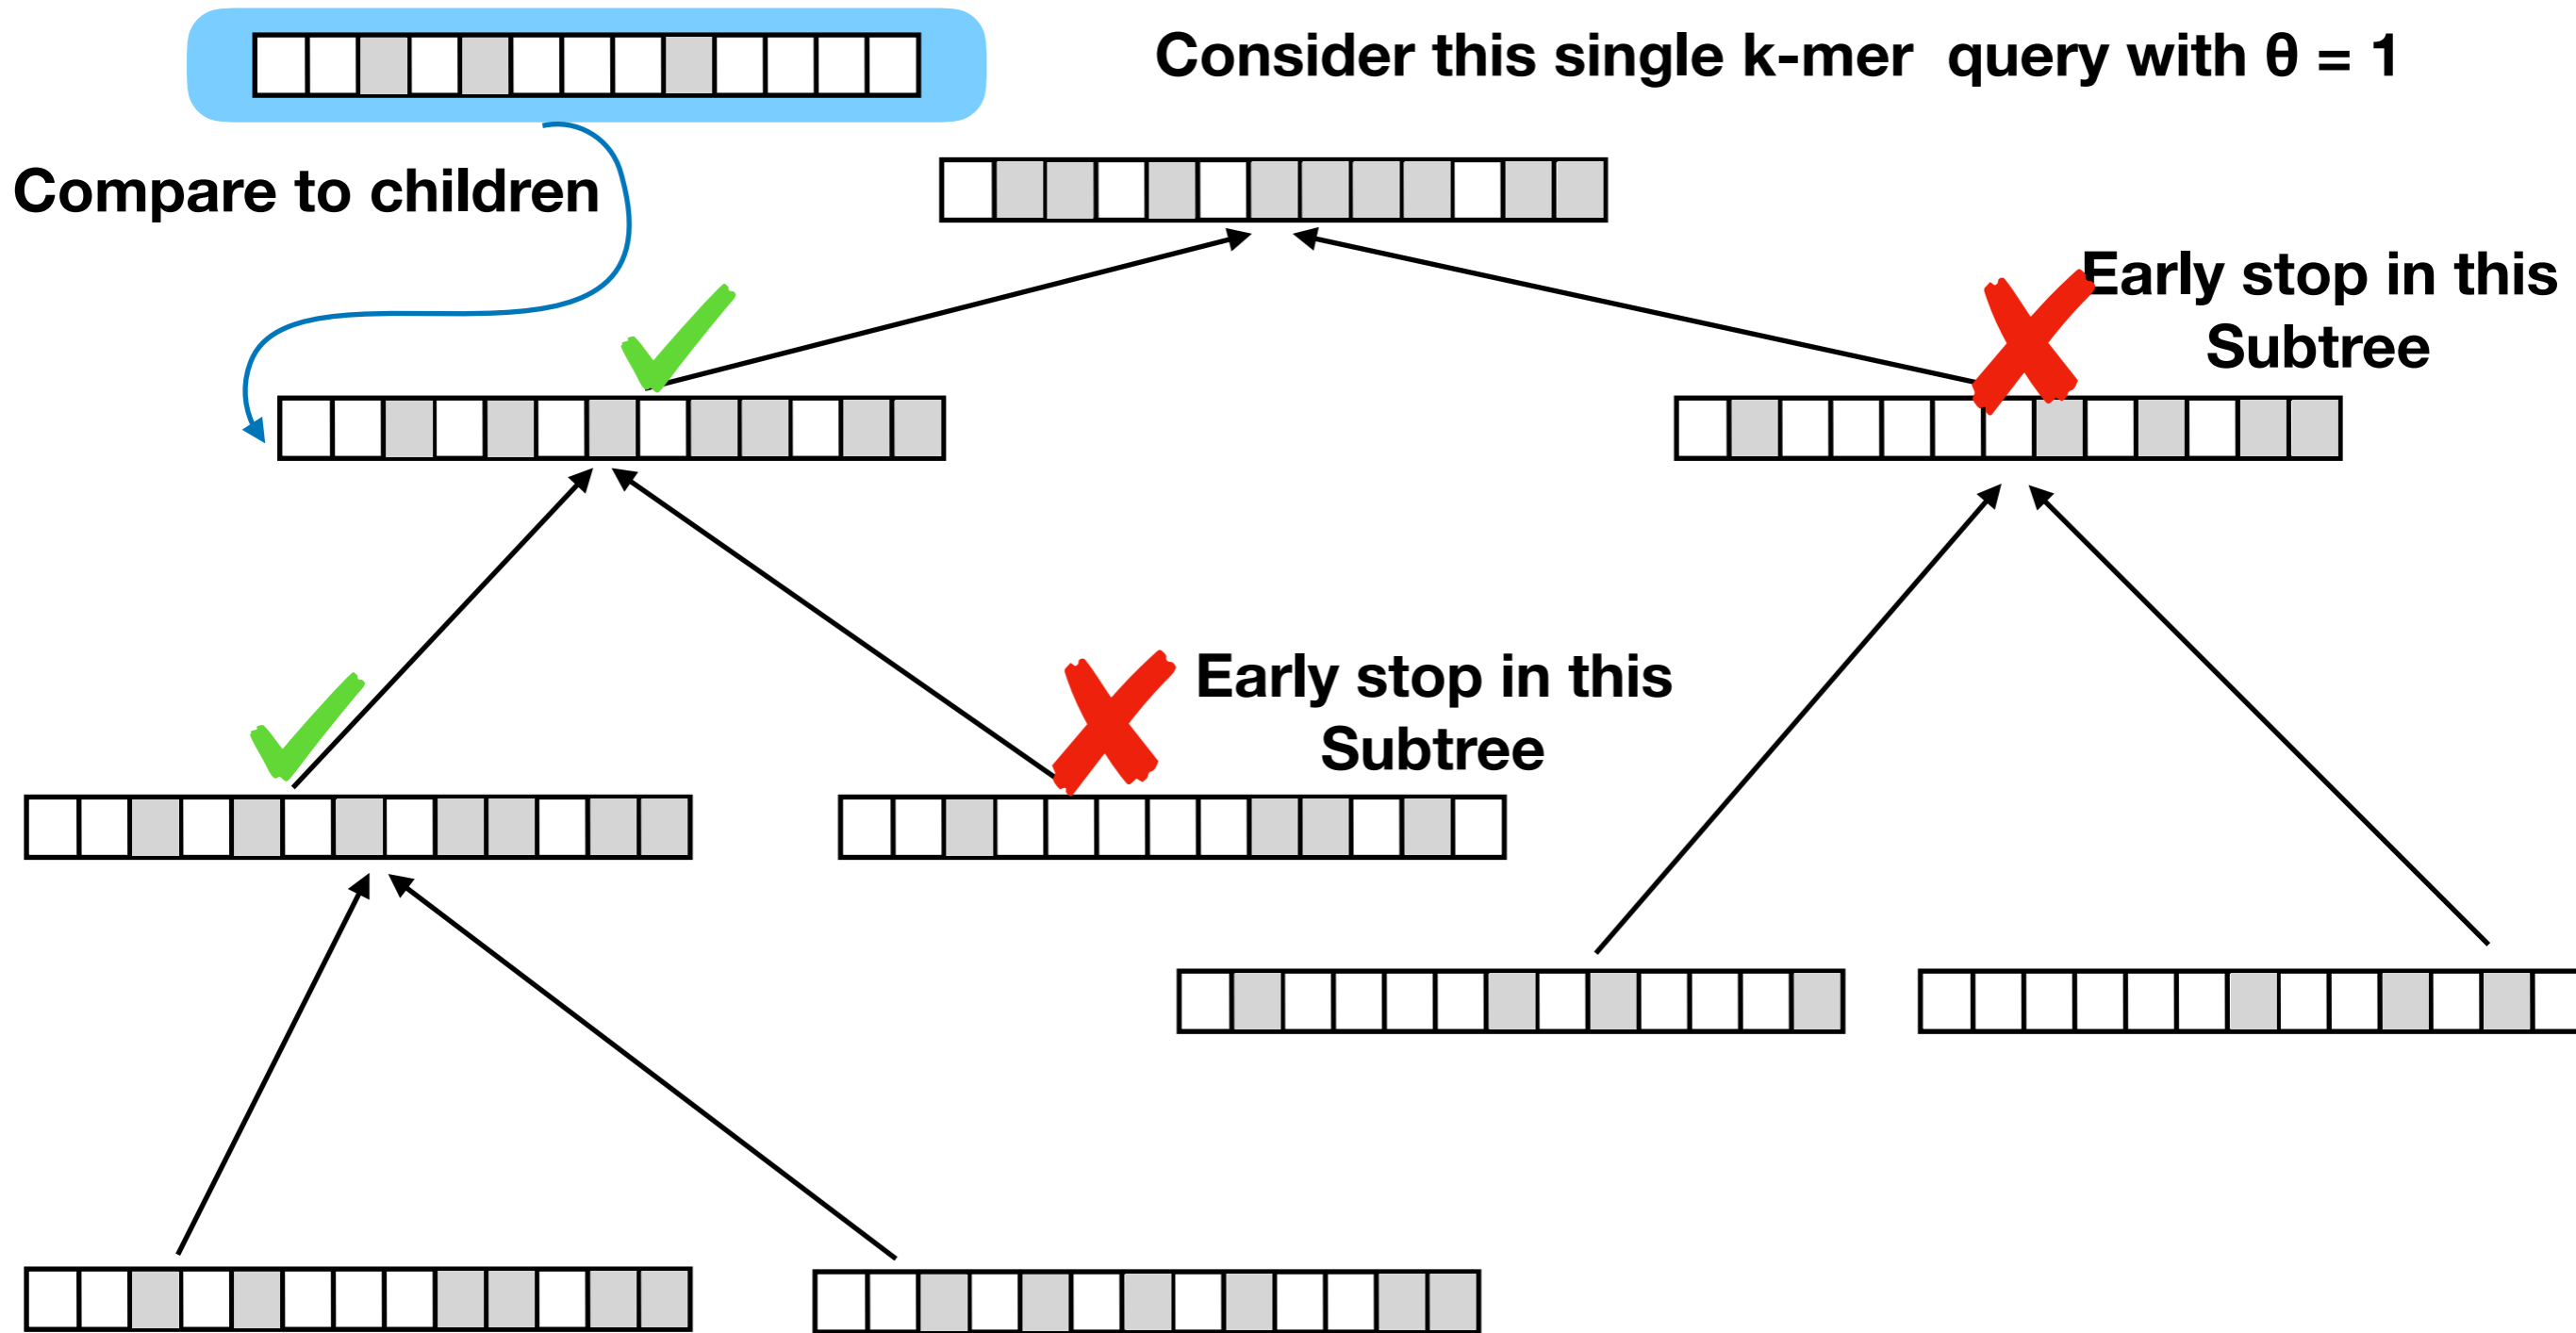 Consider this single k-mer  query with θ = 1
Compare to children
Early stop in this
Subtree
Early stop in this
Subtree